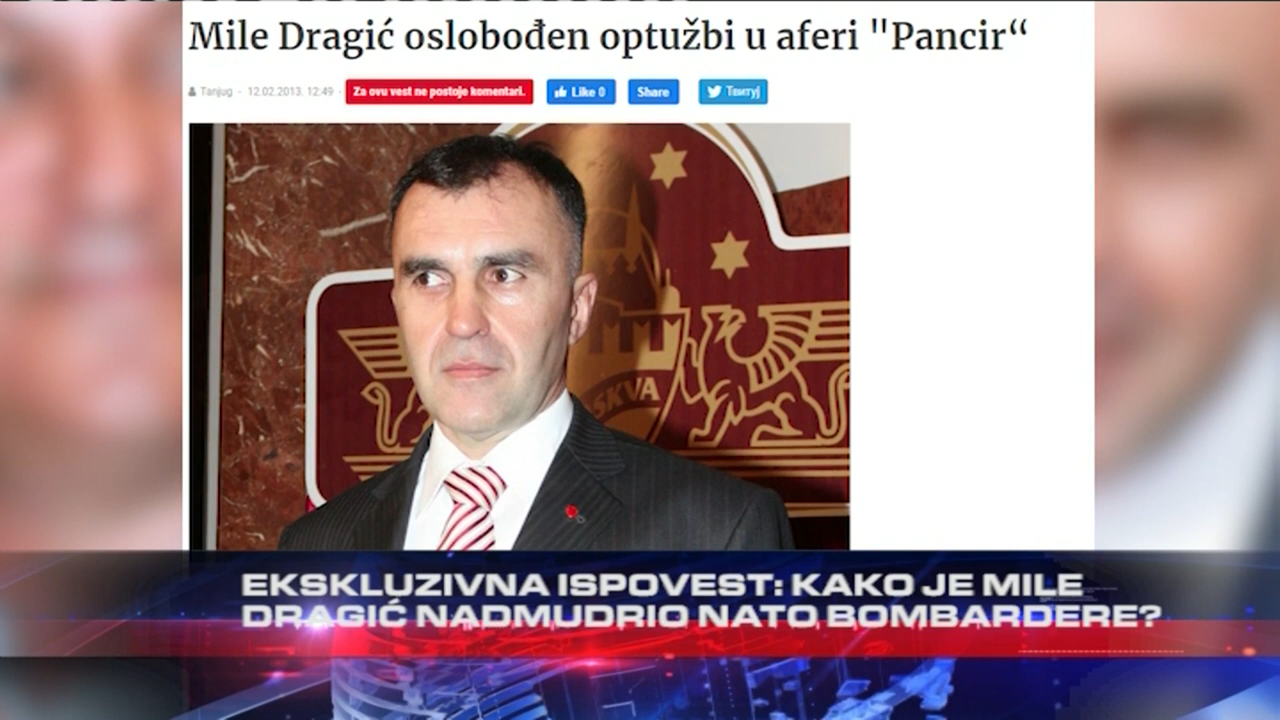 Mile Dragić oslobođen optužbi u aferi "Pancir“
Tanjug - 12.02.2013. 12:49 - Za ovu vest ne postoje komentari. Like 0 Share Твитуј
SKVA
EKSKLUZIVNA ISPOVEST: KAKO JE MILE
DRAGIĆ NADMUDRIO NATO BOMBARDERE?